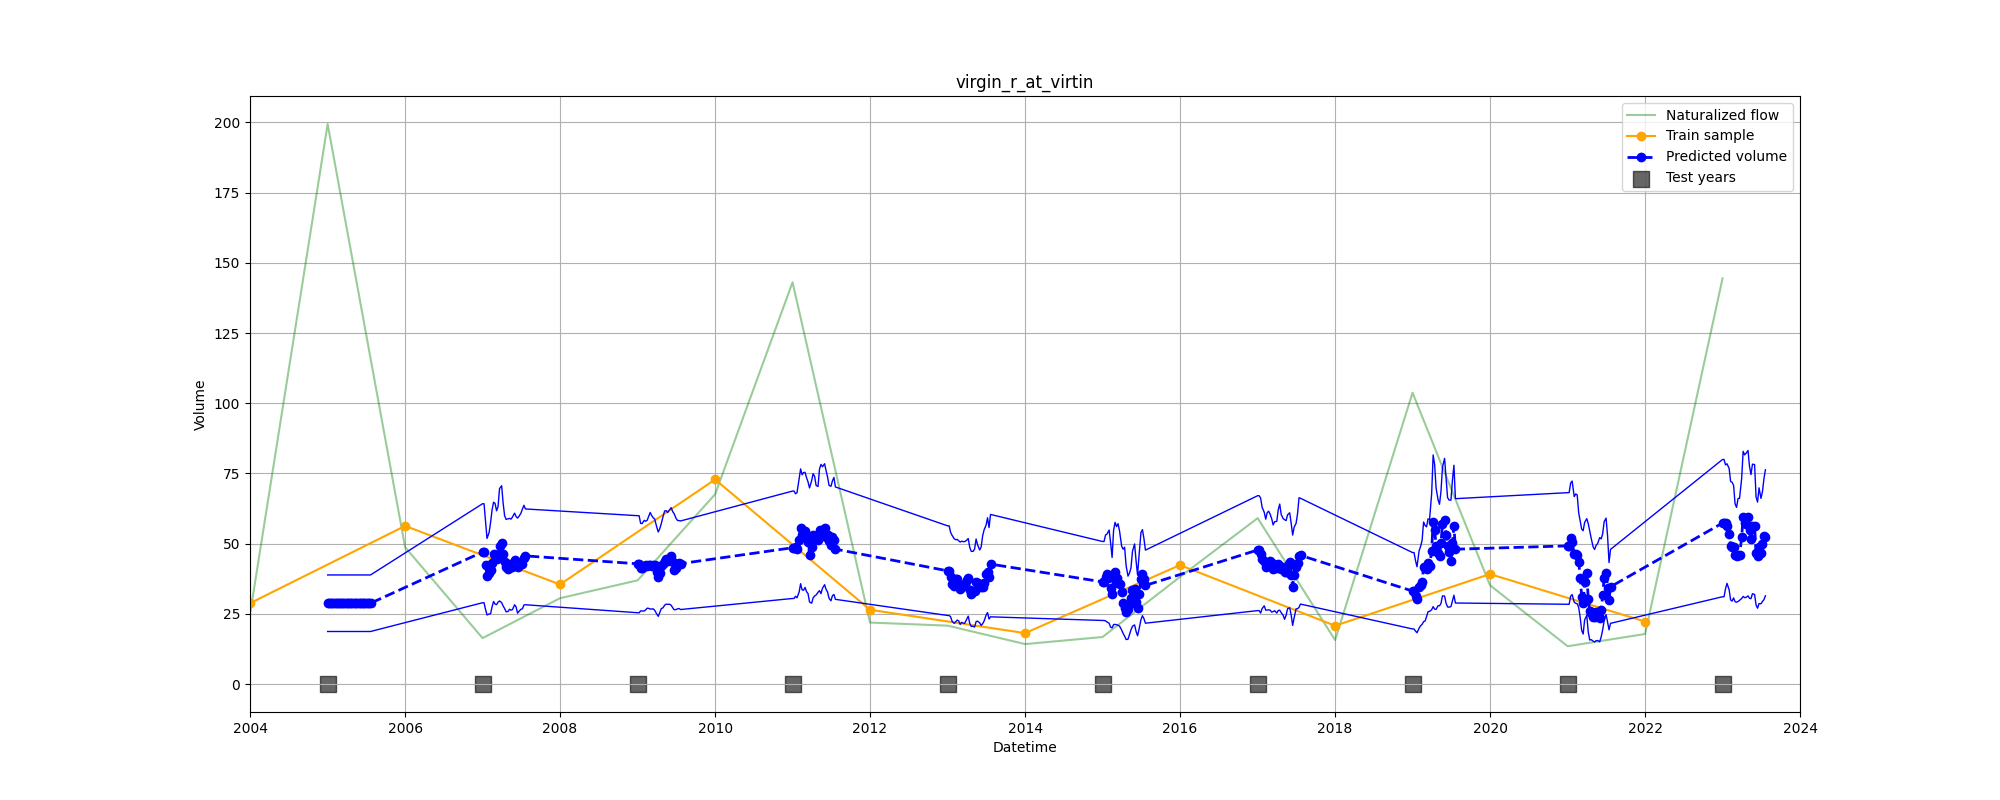 virgin_r_at_virtin
Naturalized flow
Train sample
Predicted volume
Test years
Volume
200
175
150
125
100
75
50
25
0
2004
2006
2008
2010
2012
2014
2016
2018
2020
2022
2024
Datetime